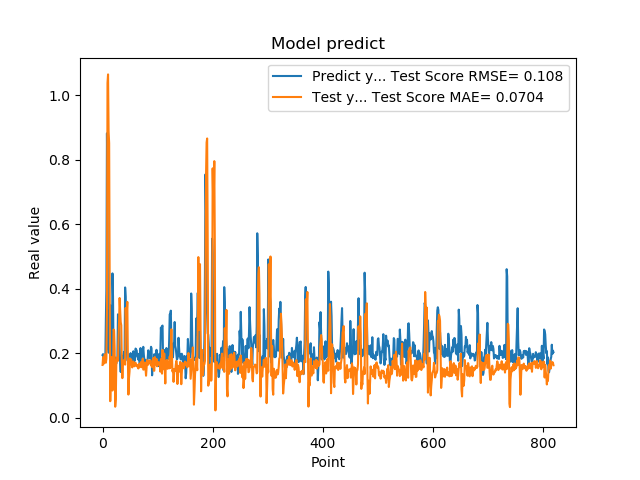 Model predict
Predict y... Test Score RMSE= 0.108
Test y... Test Score MAE= 0.0704
1.0
0.8
0.6
0.4
0.2
0.0
Real value
0 200 400 600 800
Point